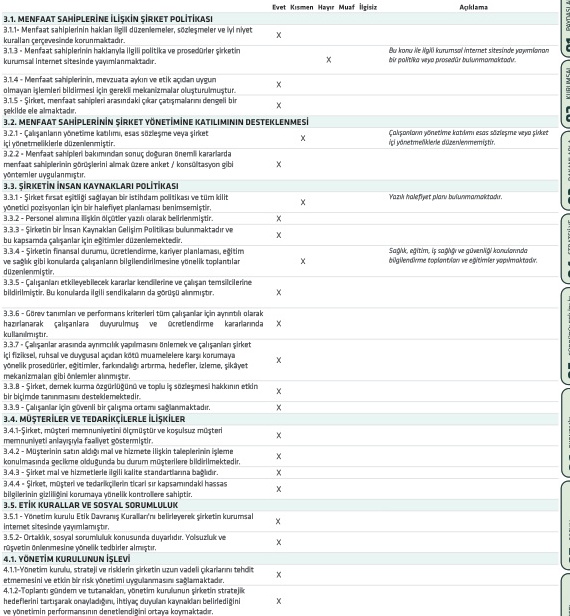 Evet Kısmen Hayır Muaf İlgisiz Açıklama
3.1. MENFAAT SAHİPLERİNE İLİŞKİN ŞİRKET POLİTİKASI
3.1.1- Menfaat sahiplerinin hakları ilgili düzenlemeler, sözleşmeler ve iyi niyet
kuralları çerçevesinde korunmaktadır.
X
3.1.3 - Menfaat sahiplerinin haklarıyla ilgili politika ve prosedürler şirketin
kurumsal internet sitesinde yayımlanmaktadır.
X
Bu konu ile ilgili kurumsal internet sitesinde yayımlanan
bir politika veya prosedür bulunmamaktadır.
3.1.4 - Menfaat sahiplerinin, mevzuata aykırı ve etik açıdan uygun
olmayan işlemleri bildirmesi için gerekli mekanizmalar oluşturulmuştur.
X
3.1.5 - Şirket, menfaat sahipleri arasındaki çıkar çatışmalarını dengeli bir
şekilde ele almaktadır.
X
3.2. MENFAATSAHİPLERİNİN ŞİRKET YÖNETİMİNE KATILIMININ DESTEKLENMESİ
3.2.1 - Çalışanların yönetime katılımı, esas sözleşme veya şirket
içi yönetmeliklerle düzenlenmiştir.
X
Çalışanların yönetime katılımı esas sözleşme veya şirket
içi yönetmeliklerle düzenlenmemiştir.
3.2.2 - Menfaat sahipleri bakımından sonuç doğuran önemli kararlarda
menfaat sahiplerinin görüşlerini almak üzere anket / konsültasyon gibi
yöntemler uygulanmıştır.
X
3.3. ŞİRKETİN İNSAN KAYNAKLARI POLİTİKASI
3.3.1 - Şirket fırsat eşitliği sağlayan bir istihdam politikası ve tüm kilit
yönetici pozisyonları için bir halefiyet planlaması benimsemiştir.
X
Yazılı halefiyet planı bulunmamaktadır.
3.3.2 - Personel alımına ilişkin ölçütler yazılı olarak belirlenmiştir.
X
3.3.3 - Şirketin bir İnsan Kaynakları Gelişim Politikası bulunmaktadır ve
bu kapsamda çalışanlar için eğitimler düzenlemektedir.
X
3.3.4 - Şirketin finansal durumu, ücretlendirme, kariyer planlaması, eğitim
ve sağlık gibi konularda çalışanların bilgilendirilmesine yönelik toplantılar
düzenlenmiştir.
X
Sağlık, eğitim, iş sağlığı ve güvenliği konularında
bilgilendirme toplantıları ve eğitimler yapılmaktadır.
3.3.5 - Çalışanları etkileyebilecek kararlar kendilerine ve çalışan temsilcilerine
bildirilmiştir. Bu konularda ilgili sendikaların da görüşü alınmıştır.
X
3.3.6 - Görev tanımları ve performans kriterleri tüm çalışanlar için ayrıntılı olarak
hazırlanarak çalışanlara duyurulmuş ve ücretlendirme kararlarında
kullanılmıştır.
X
3.3.7 - Çalışanlar arasında ayrımcılık yapılmasını önlemek ve çalışanları şirket
içi fiziksel, ruhsal ve duygusal açıdan kötü muamelelere karşı korumaya
yönelik prosedürler, eğitimler, farkındalığı artırma, hedefler, izleme, şikâyet
mekanizmaları gibi önlemler alınmıştır.
X
3.3.8 - Şirket, dernek kurma özgürlüğünü ve toplu iş sözleşmesi hakkının etkin
bir biçimde tanınmasını desteklemektedir.
X
3.3.9 - Çalışanlar için güvenli bir çalışma ortamı sağlanmaktadır.
X
3.4. MÜŞTERİLER VE TEDARİKÇİLERLE İLİŞKİLER
3.4.1-Şirket, müşteri memnuniyetini ölçmüştür ve koşulsuz müşteri
memnuniyeti anlayışıyla faaliyet göstermiştir.
X
3.4.2 - Müşterinin satın aldığı mal ve hizmete ilişkin taleplerinin işleme
konulmasında gecikme olduğunda bu durum müşterilere bildirilmektedir.
X
3.4.3 - Şirket mal ve hizmetlerle ilgili kalite standartlarına bağlıdır.
X
3.4.4 - Şirket, müşteri ve tedarikçilerin ticari sır kapsamındaki hassas
bilgilerinin gizliliğini korumaya yönelik kontrollere sahiptir.
X
3.5. ETİK KURALLAR VE SOSYAL SORUMLULUK
3.5.1 - Yönetim kurulu Etik Davranış Kuralları'nı belirleyerek şirketin kurumsal
internet sitesinde yayımlamıştır.
X
3.5.2- Ortaklık, sosyal sorumluluk konusunda duyarlıdır. Yolsuzluk ve
rüşvetin önlenmesine yönelik tedbirler almıştır.
X
4.1. YÖNETİM KURULUNUN İŞLEVİ
4.1.1-Yönetim kurulu, strateji ve risklerin şirketin uzun vadeli çıkarlarını tehdit
etmemesini ve etkin bir risk yönetimi uygulanmasını sağlamaktadır.
X
4.1.2-Toplantı gündem ve tutanakları, yönetim kurulunun şirketin stratejik
hedeflerini tartışarak onayladığını, ihtiyaç duyulan kaynakları belirlediğini
ve yönetimin performansının denetlendiğini ortaya koymaktadır.
X